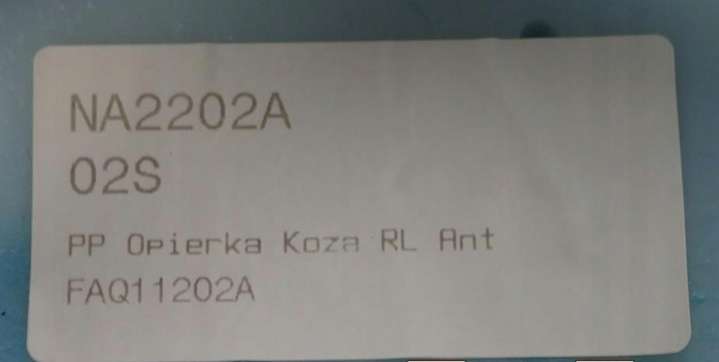 NA2202A
02S
PP Opierka Koza RL Ant
FAQ11202A